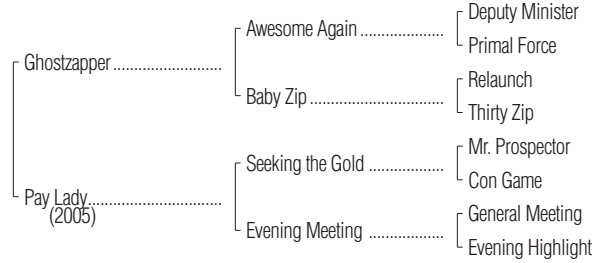 Deputy Minister
Awesome Again ....................
Primal Force
Ghostzapper ..........................
Relaunch
Baby Zip ................................
Thirty Zip
Mr. Prospector
Seeking the Gold ..................
Con Game
Pay Lady................................
(2005)
General Meeting
Evening Meeting ..................
Evening Highlight